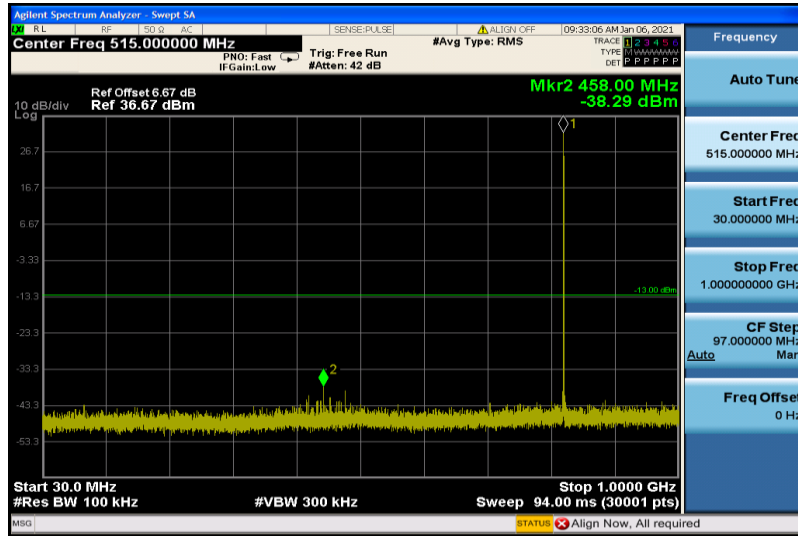 Agilent Spectrum Analyzer - Swept SA
LXI RL RF 50 Ω AC SENSE:PULSE ALIGN OFF 09:33:06 AM Jan 06, 2021
Center Freq 515.000000 MHz #Avg Type: RMS TRACE 1 2 3 4 5 6
PNO: Fast Trig: Free Run TYPE M W W W W W
IFGain:Low #Atten: 42 dB DET P P P P P P
Ref Offset 6.67 dB Mkr2 458.00 MHz
10 dB/div Ref 36.67 dBm -38.29 dBm
Log
1
26.7
16.7
6.67
-3.33
-13.00 dBm
-13.3
-23.3
-33.3
2
-43.3
-53.3
Start 30.0 MHz Stop 1.0000 GHz
#Res BW 100 kHz #VBW 300 kHz Sweep 94.00 ms (30001 pts)
MSG STATUS Align Now, All required
Frequency
Auto Tune
Center Freq
515.000000 MHz
Start Freq
30.000000 MHz
Stop Freq
1.000000000 GHz
CF Step
97.000000 MHz
Auto Man
Freq Offset
0 Hz